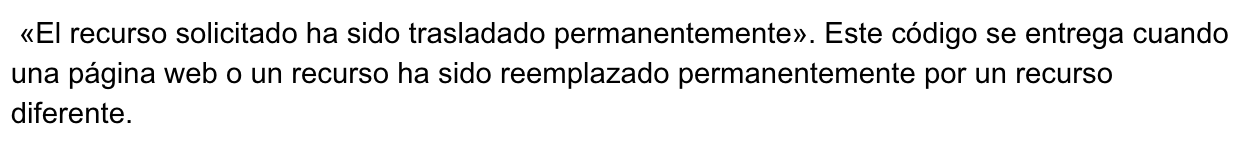 «El recurso solicitado ha sido trasladado permanentemente». Este código se entrega cuando
una página web o un recurso ha sido reemplazado permanentemente por un recurso
diferente.